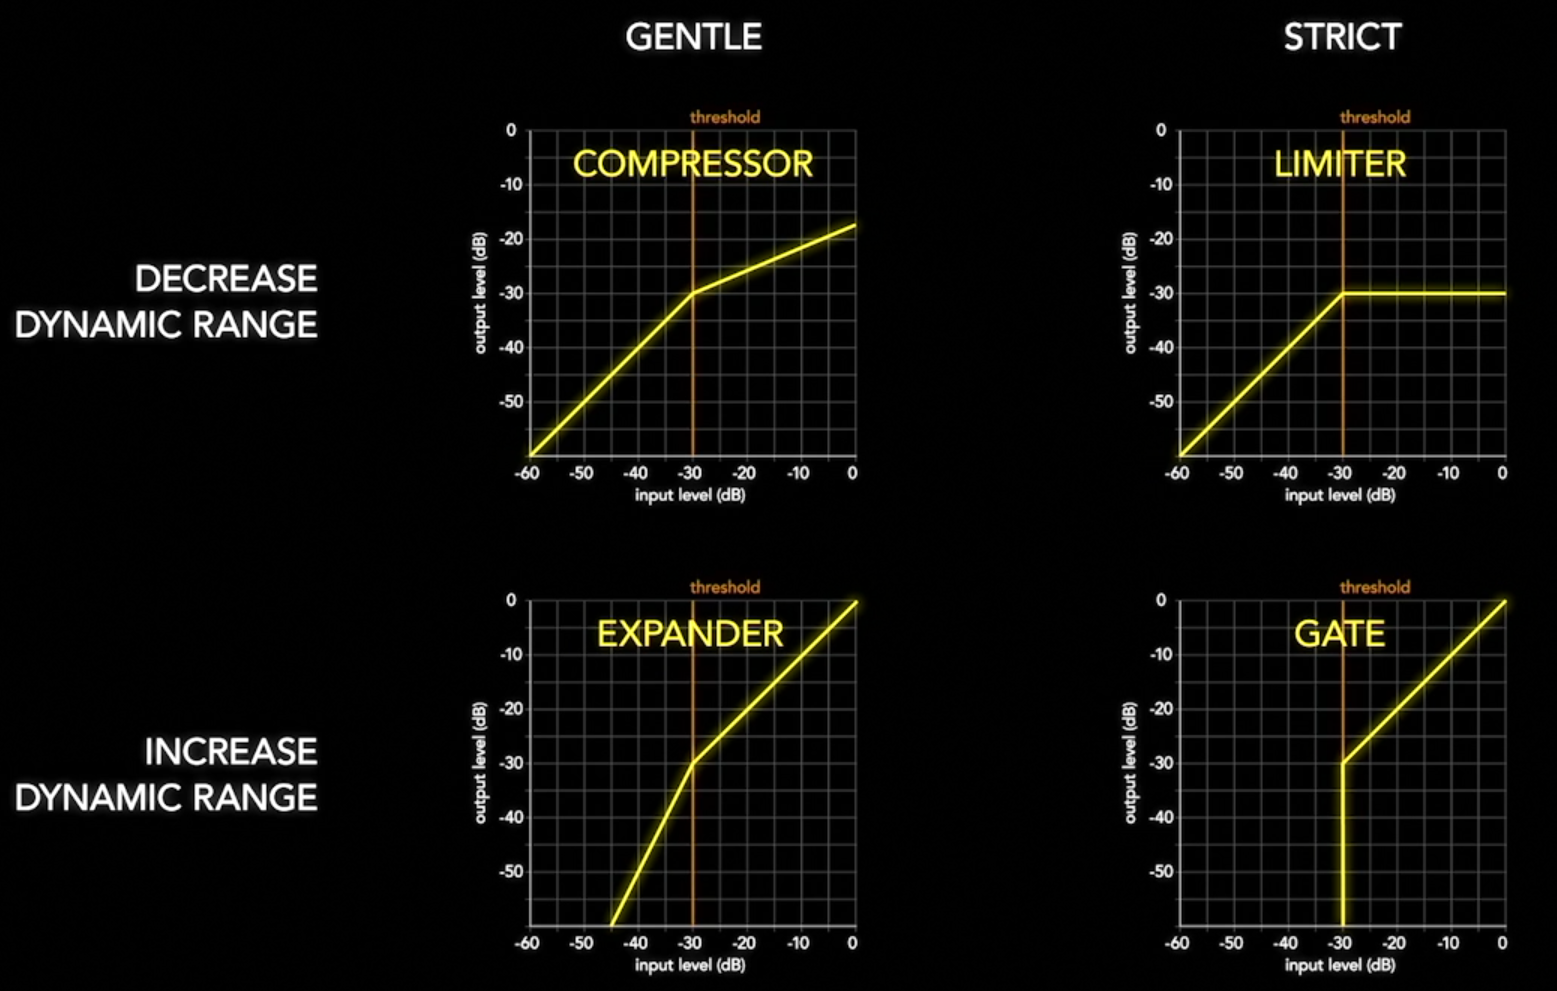 GENTLE
STRICT
DECREASE
DYNAMIC RANGE
threshold
COMPRESSOR
0
-10
-20
-30
-40
-50
output level (dB)
-60 -50 -40 -30 -20 -10 0
input level (dB)
threshold
LIMITER
0
-10
-20
-30
-40
-50
output level (dB)
-60 -50 -40 -30 -20 -10 0
input level (dB)
INCREASE
DYNAMIC RANGE
threshold
EXPANDER
0
-10
-20
-30
-40
-50
output level (dB)
-60 -50 -40 -30 -20 -10 0
input level (dB)
threshold
GATE
0
-10
-20
-30
-40
-50
output level (dB)
-60 -50 -40 -30 -20 -10 0
input level (dB)